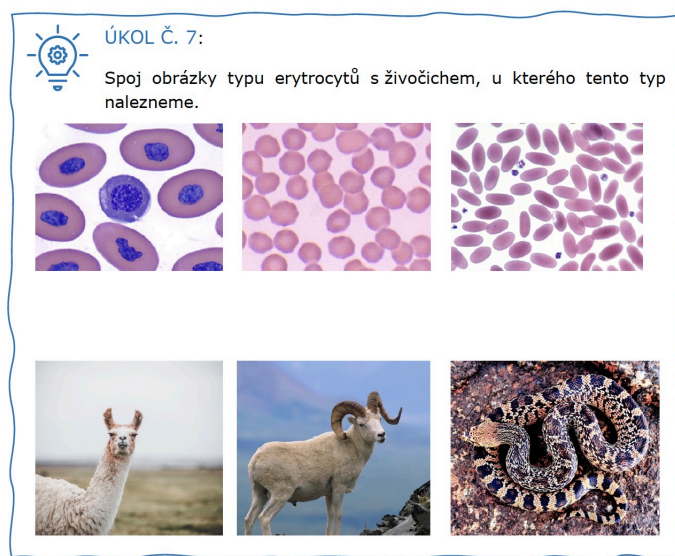 ÚKOL Č. 7:
Spoj obrázky typu erytrocytů s živočichem, u kterého tento typ
nalezneme.